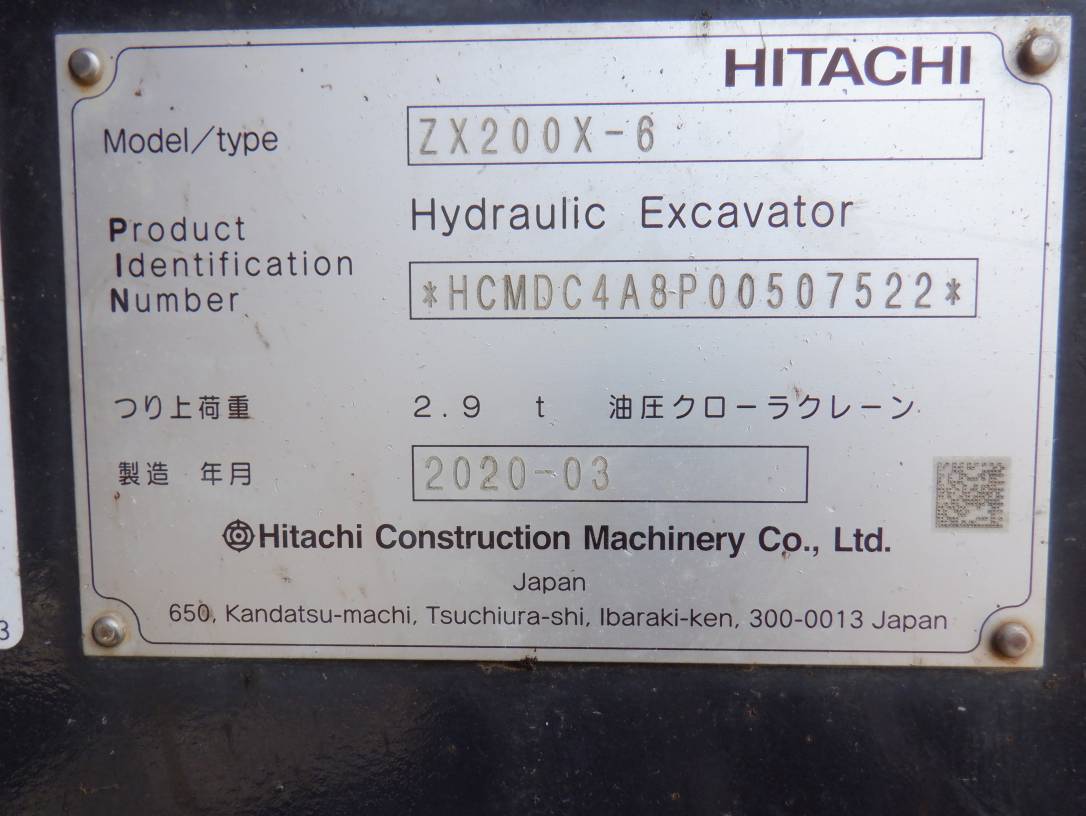 HITACHI
Model/type ZX200X-6
Hydraulic Excavator
Product
Identification
Number *HCMDC4A8P00507522*
つり上荷重 2.9 t 油圧クローラクレーン
製造 年月 2020-03
Hitachi Construction Machinery Co., Ltd.
Japan
650, Kandatsu-machi, Tsuchiura-shi, Ibaraki-ken, 300-0013 Japan
3